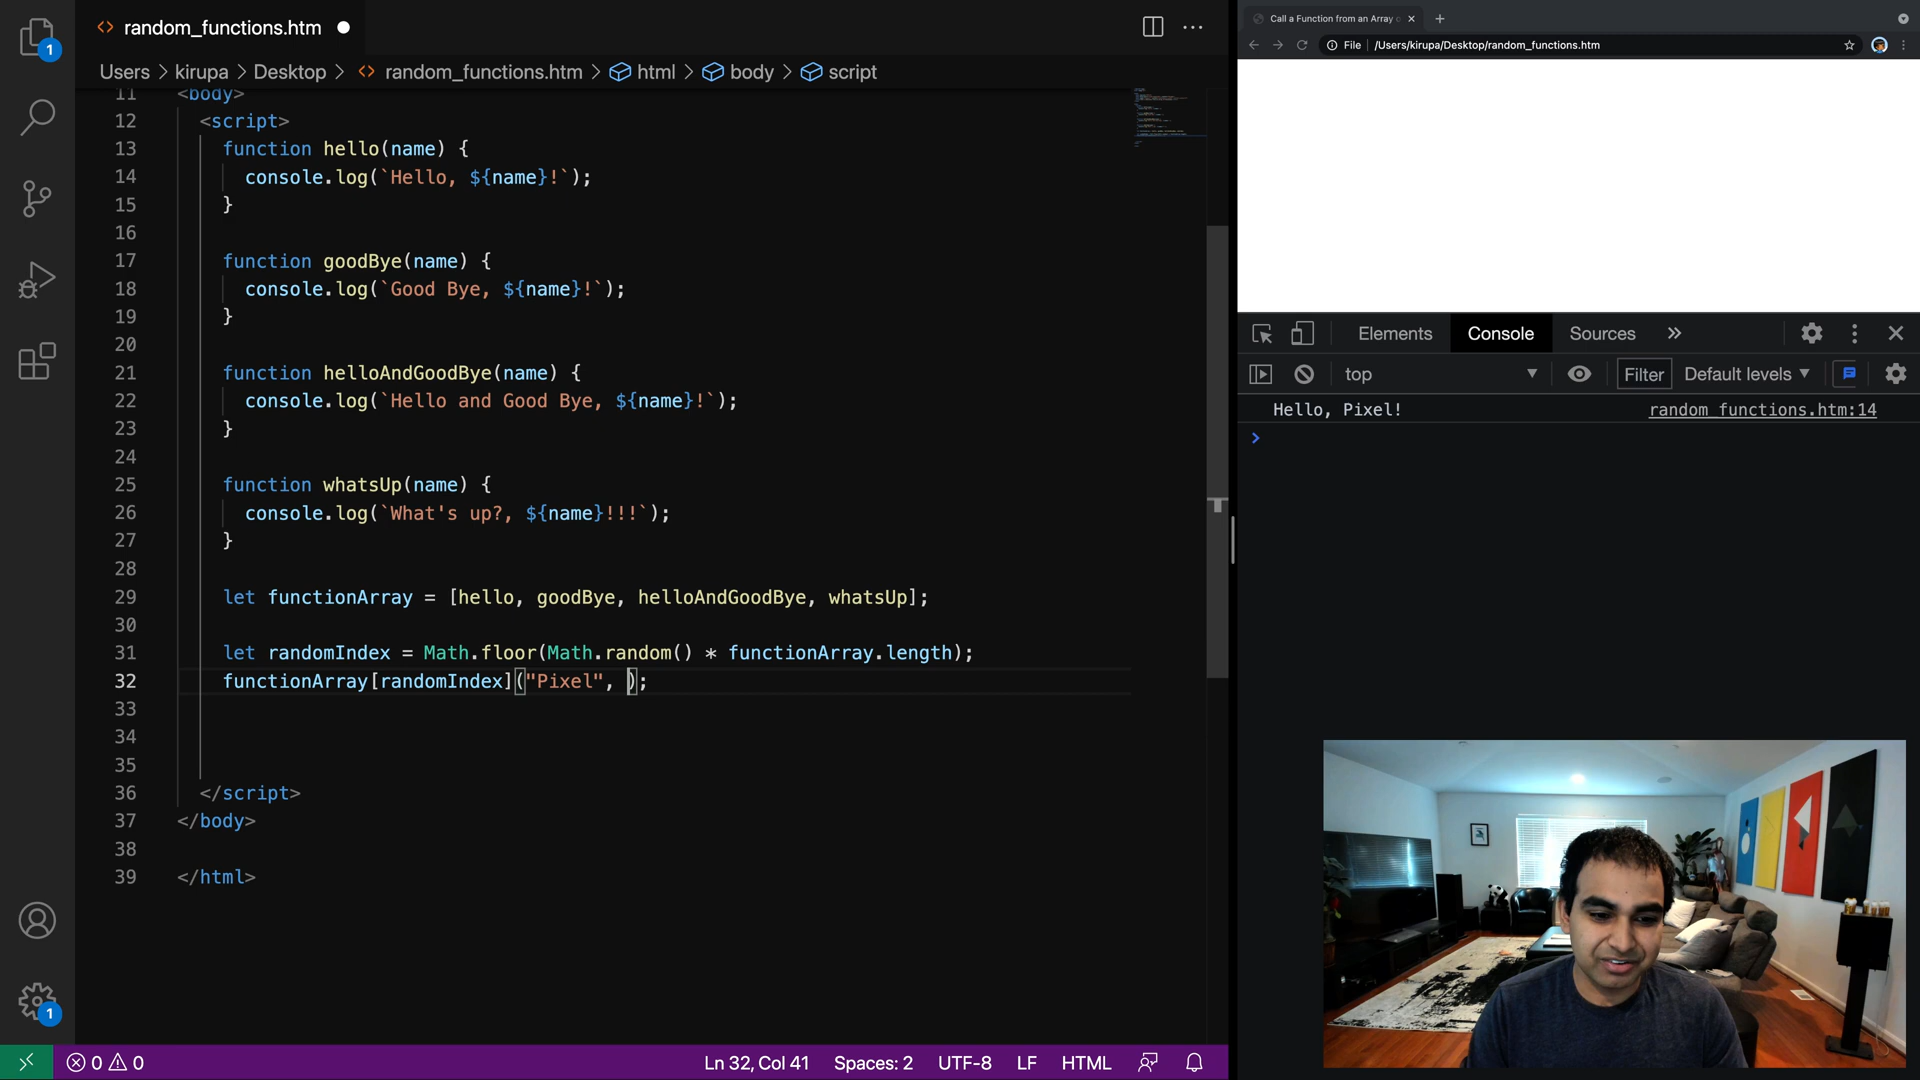 random_functions.htm
1
Users > kirupa > Desktop > random_functions.htm > html > body > script
11 <body>
12 <script>
13 function hello(name) {
14 console.log(`Hello, ${name}!`);
15 }
16
17 function goodBye(name) {
18 console.log(`Good Bye, ${name}!`);
19 }
20
21 function helloAndGoodBye(name) {
22 console.log(`Hello and Good Bye, ${name}!`);
23 }
24
25 function whatsUp(name) {
26 console.log(`What's up?, ${name}!!!`);
27 }
28
29 let functionArray = [hello, goodBye, helloAndGoodBye, whatsUp];
30
31 let randomIndex = Math.floor(Math.random() * functionArray.length);
32 functionArray[randomIndex]("Pixel", );
33
34
35
36 </script>
37 </body>
38
39 </html>
1
0 0
Ln 32, Col 41 Spaces: 2 UTF-8 LF HTML
Call a Function from an Array
File /Users/kirupa/Desktop/random_functions.htm
Elements Console Sources
top Filter Default levels
Hello, Pixel! random_functions.htm:14